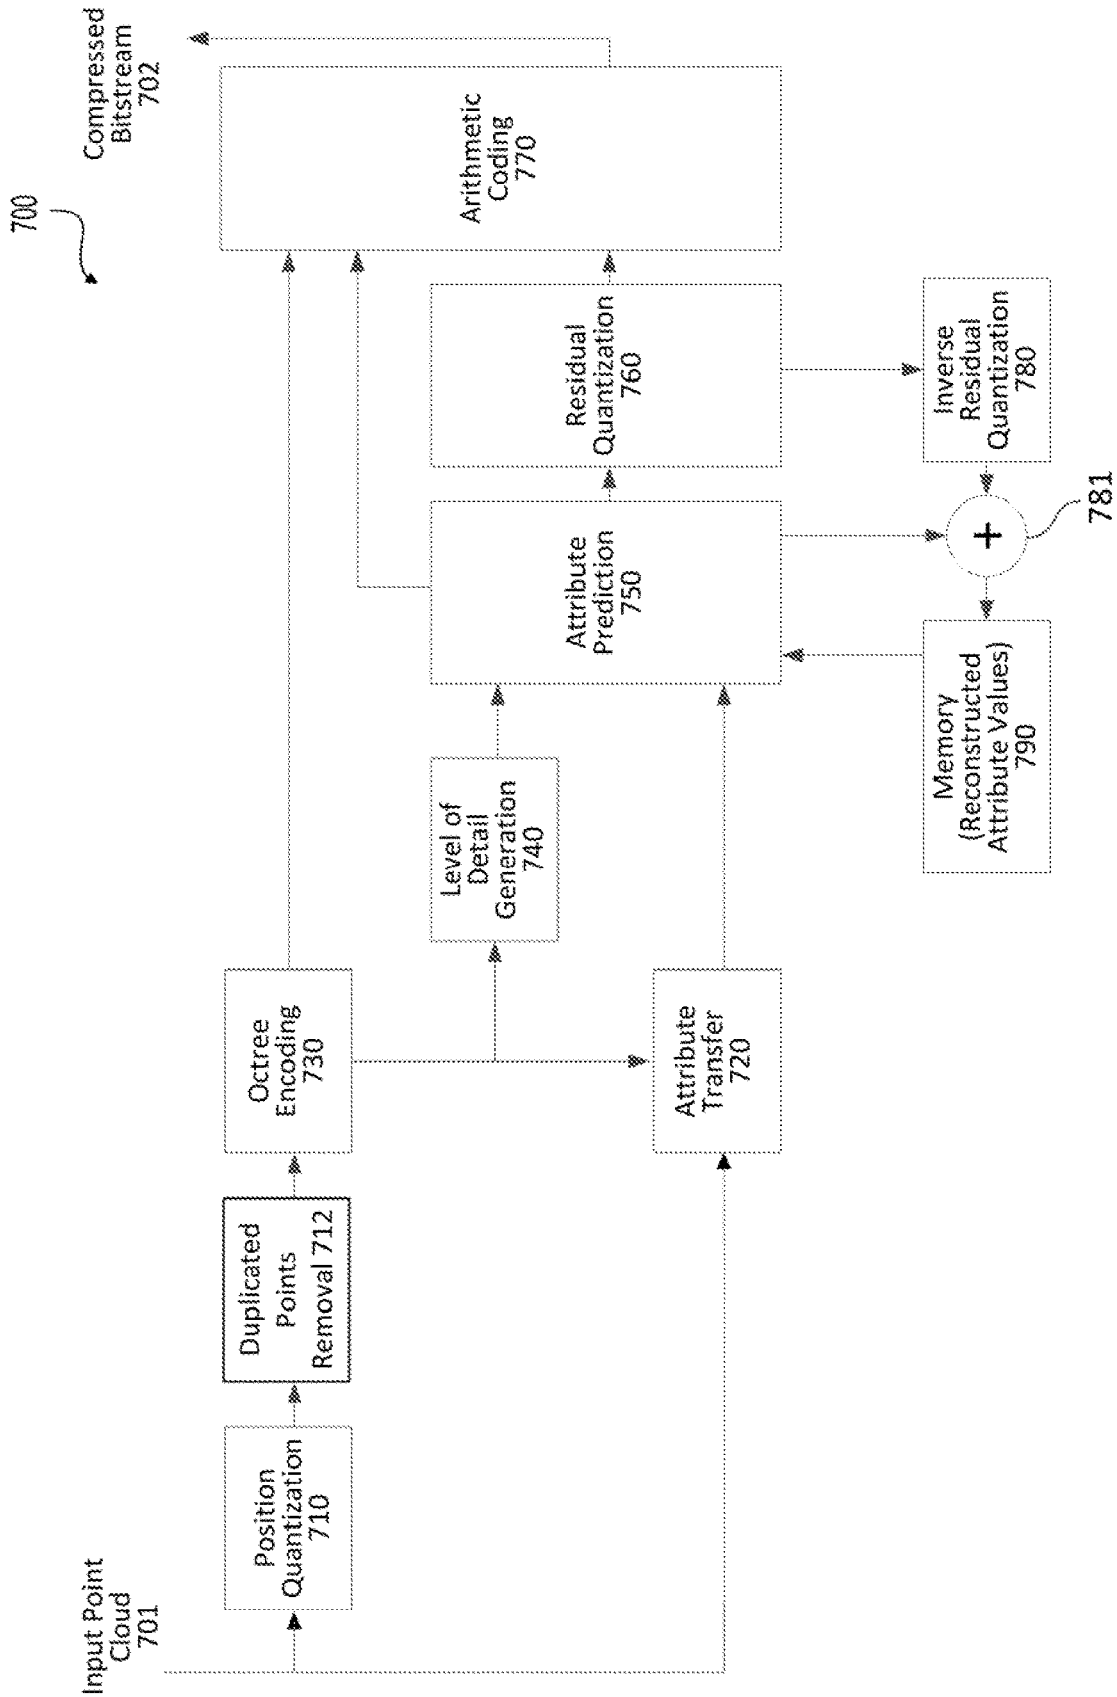 700
Input Point
Cloud
701
Compressed
Bitstream
702
Position
Quantization
710
Duplicated
Points
Removal 712
Octree
Encoding
730
Arithmetic
Coding
770
Level of
Detail
Generation
740
Attribute
Transfer
720
Attribute
Prediction
750
Residual
Quantization
760
Memory
(Reconstructed
Attribute Values)
790
+
781
Inverse
Residual
Quantization
780